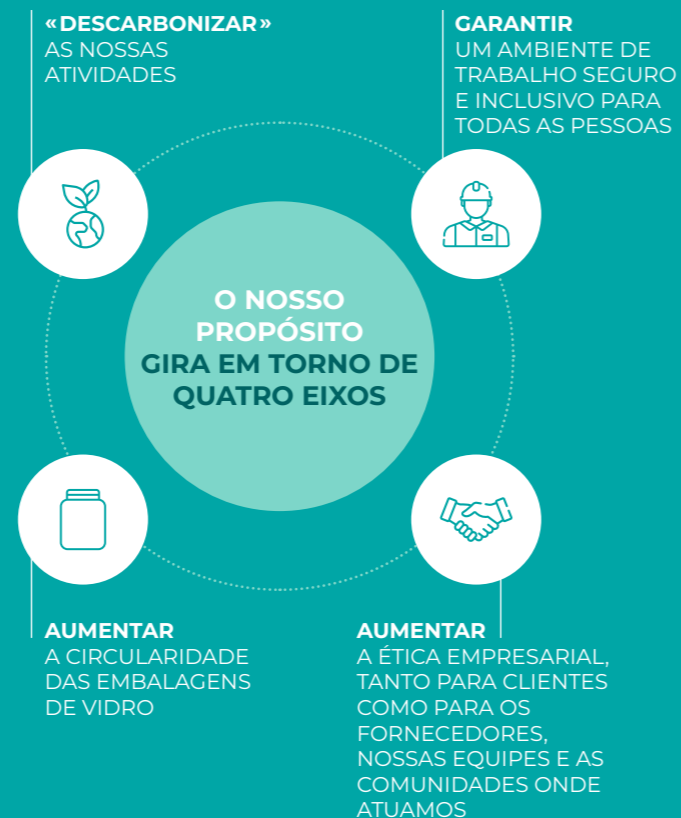 «DESCARBONIZAR»
AS NOSSAS
ATIVIDADES
GARANTIR
UM AMBIENTE DE
TRABALHO SEGURO
E INCLUSIVO PARA
TODAS AS PESSOAS
O NOSSO
PROPÓSITO
GIRA EM TORNO DE
QUATRO EIXOS
AUMENTAR
A CIRCULARIDADE
DAS EMBALAGENS
DE VIDRO
AUMENTAR
A ÉTICA EMPRESARIAL,
TANTO PARA CLIENTES
COMO PARA OS
FORNECEDORES,
NOSSAS EQUIPES E AS
COMUNIDADES ONDE
ATUAMOS